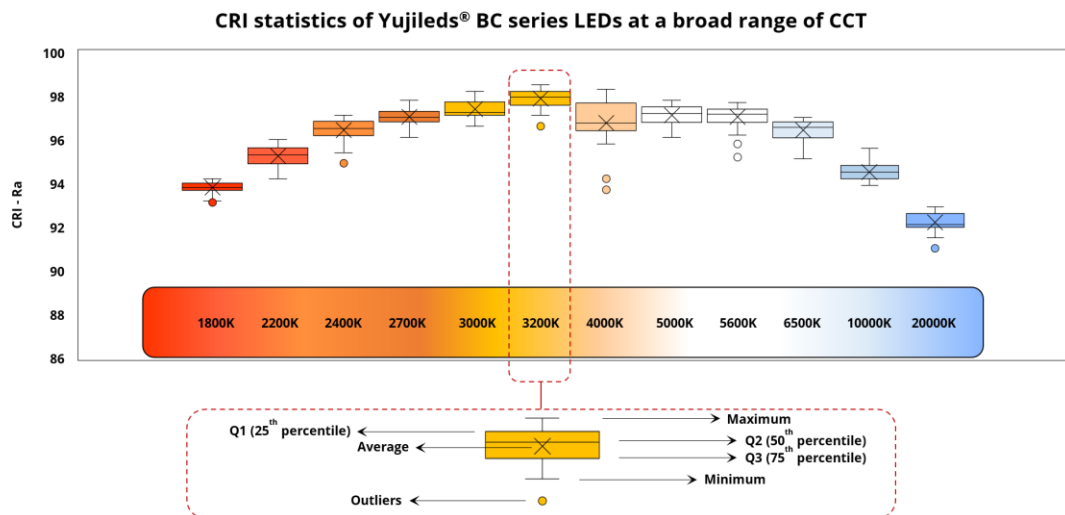 CRI statistics of Yujileds® BC series LEDs at a broad range of CCT
100
98
96
94
92
90
88
86
CRI - Ra
1800K 2200K 2400K 2700K 3000K 3200K 4000K 5000K 5600K 6500K 10000K 20000K
Maximum
Q1 (25th percentile)
Q2 (50th percentile)
Average
Q3 (75th percentile)
Minimum
Outliers